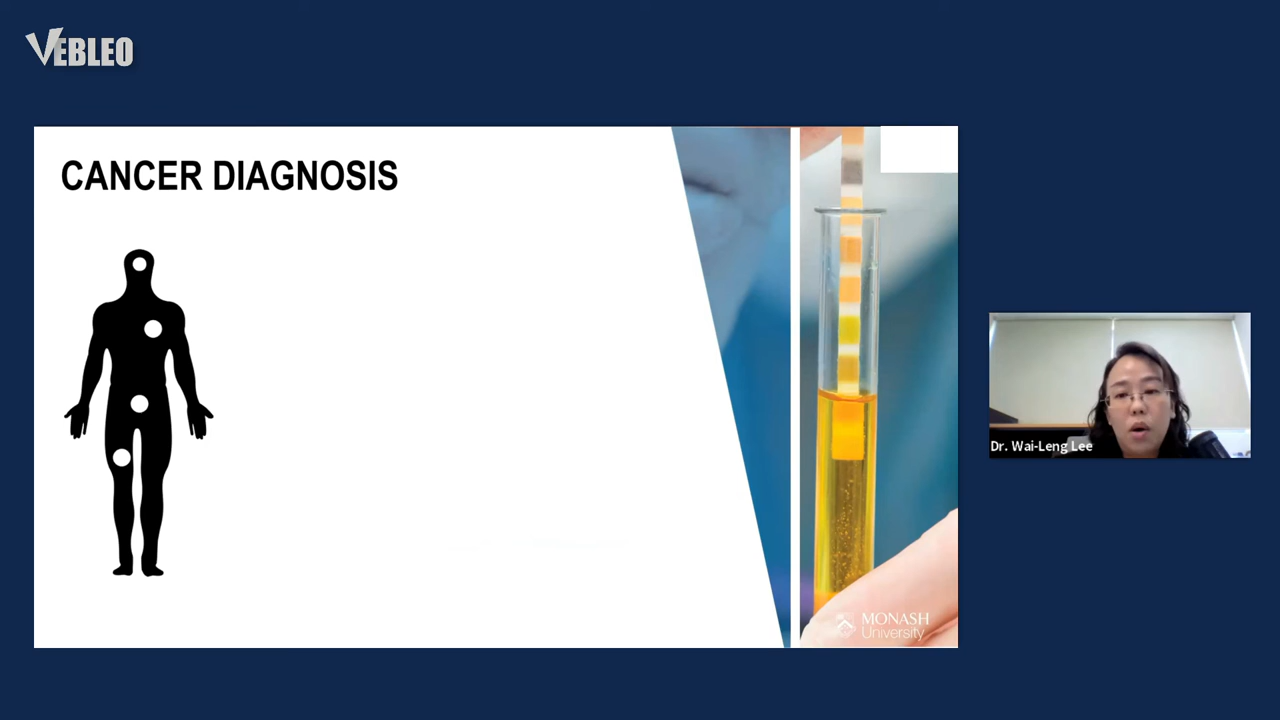 VEBLEO
CANCER DIAGNOSIS
Dr. Wai-Leng Lee
MONASH
University